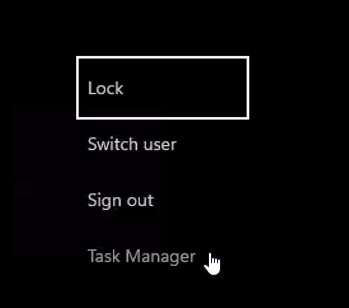 Lock
Switch user
Sign out
Task Manager